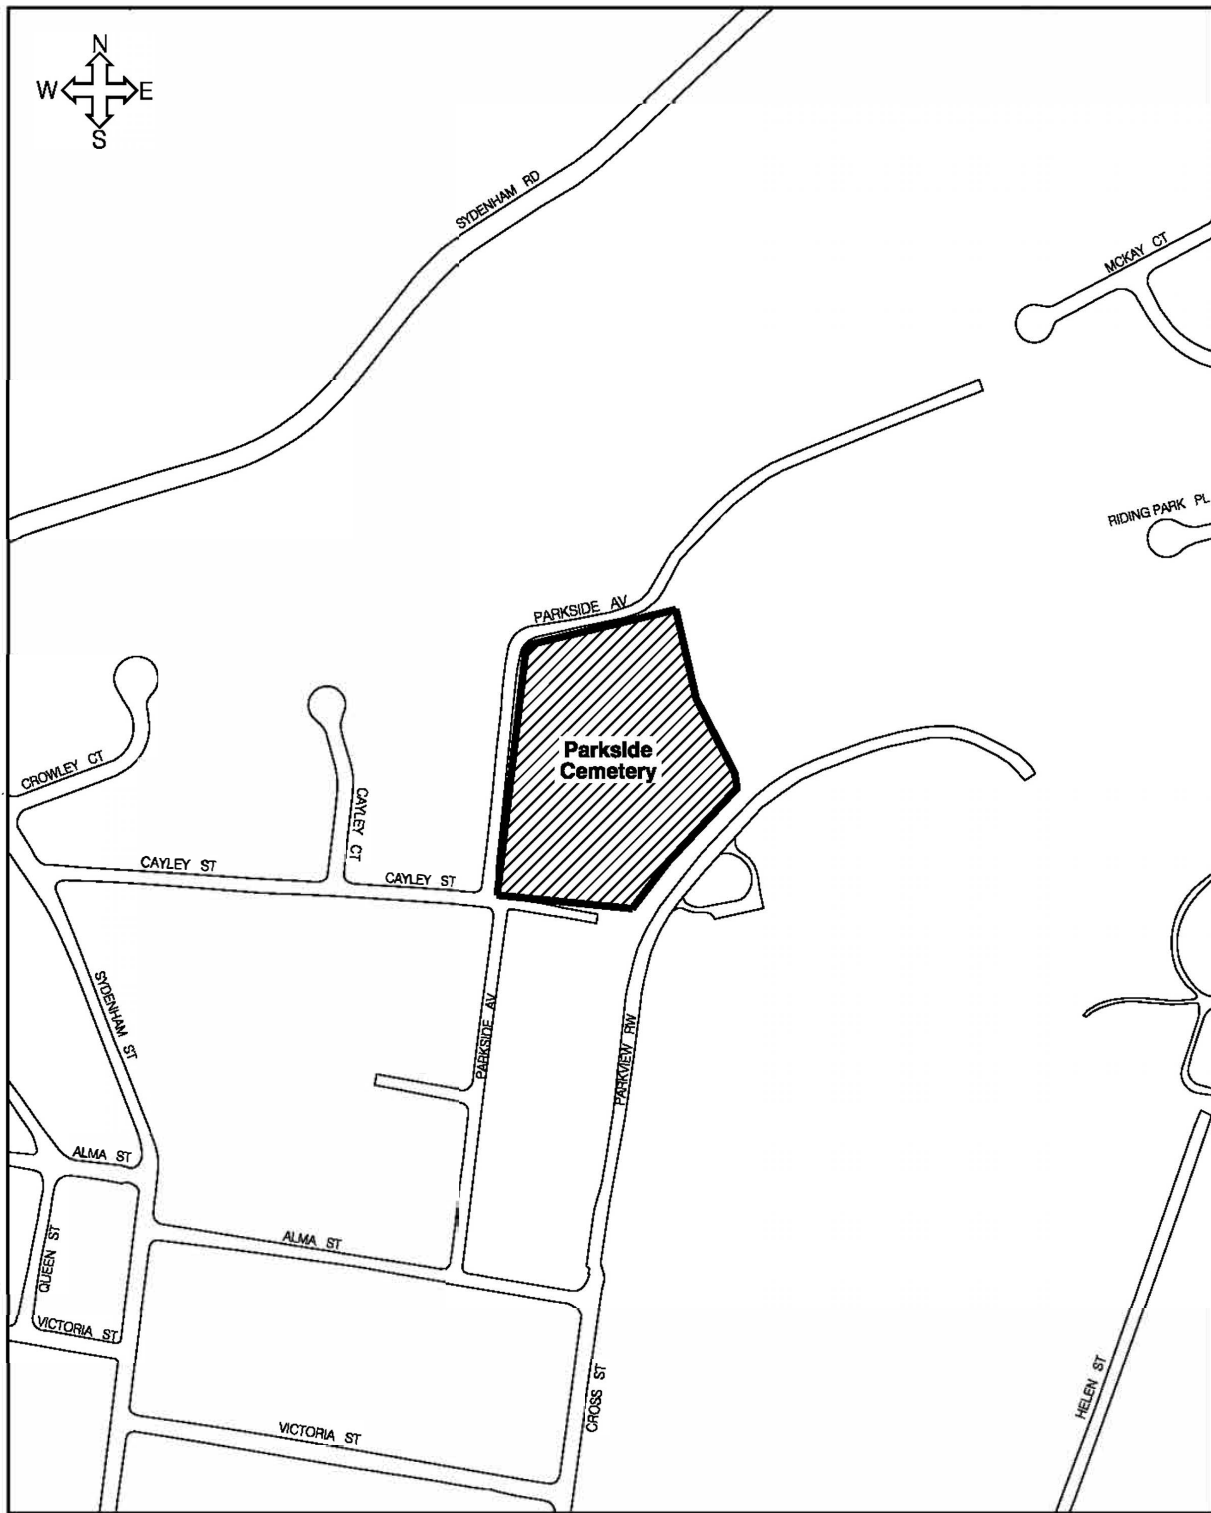 N
W E
S
SYDENHAM RD
MCKAY CT
RIDING PARK PL
PARKSIDE AV
Parkside
Cemetery
CROWLEY CT
CAYLEY CT
CAYLEY ST
CAYLEY ST
SYDENHAM ST
PARKSIDE AV
PARKVIEW RW
ALMA ST
QUEEN ST
ALMA ST
VICTORIA ST
CROSS ST
HELEN ST
VICTORIA ST